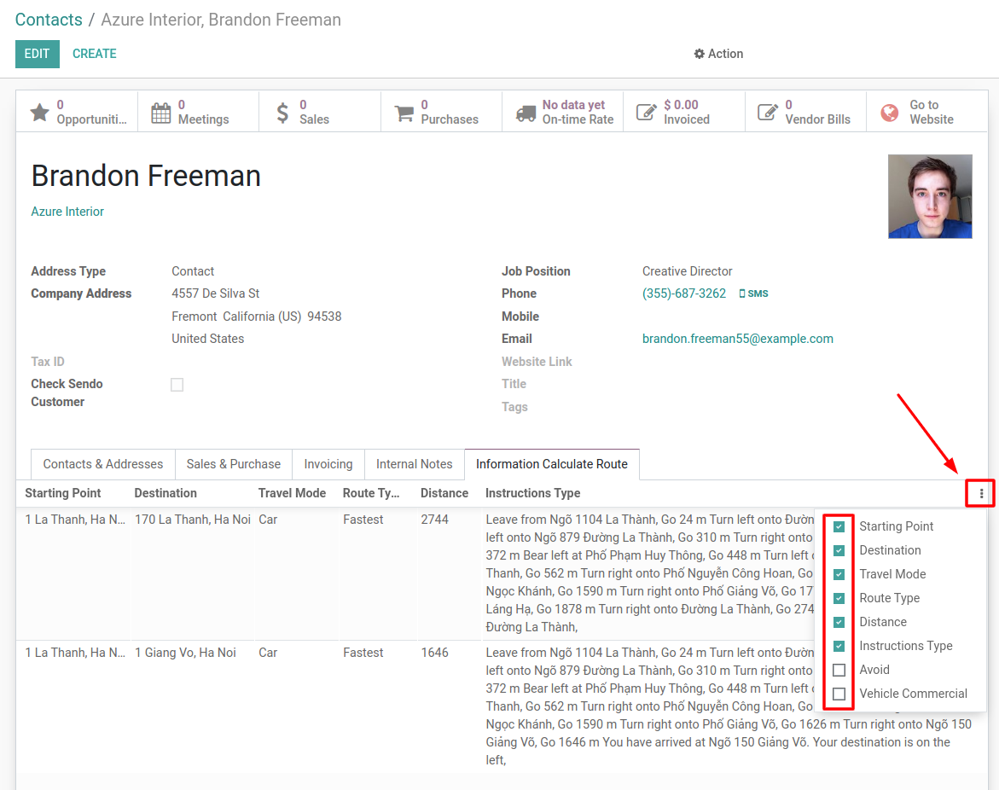 Contacts / Azure Interior, Brandon Freeman
EDIT CREATE Action
0 Opportuniti...
0 Meetings
0 Sales
0 Purchases
No data yet On-time Rate
$ 0.00 Invoiced
0 Vendor Bills
Go to Website
Brandon Freeman
Azure Interior
Address Type Contact
Company Address 4557 De Silva St
Fremont California (US) 94538
United States
Tax ID
Check Sendo
Customer
Job Position Creative Director
Phone (355)-687-3262 SMS
Mobile
Email brandon.freeman55@example.com
Website Link
Title
Tags
Contacts & Addresses Sales & Purchase Invoicing Internal Notes Information Calculate Route
Starting Point Destination Travel Mode Route Ty... Distance Instructions Type
1 La Thanh, Ha N... 170 La Thanh, Ha Noi Car Fastest 2744 Leave from Ngõ 1104 La Thành, Go 24 m Turn left onto Đườn
left onto Ngõ 879 Đường La Thành, Go 310 m Turn right onto
372 m Bear left at Phố Phạm Huy Thông, Go 448 m Turn left
Thanh, Go 562 m Turn right onto Phố Nguyễn Công Hoan, Go
Ngọc Khánh, Go 1590 m Turn right onto Phố Giảng Võ, Go 17
Láng Hạ, Go 1878 m Turn right onto Đường La Thành, Go 274
Đường La Thành,
1 La Thanh, Ha N... 1 Giang Vo, Ha Noi Car Fastest 1646 Leave from Ngõ 1104 La Thành, Go 24 m Turn left onto Đườn
left onto Ngõ 879 Đường La Thành, Go 310 m Turn right onto
372 m Bear left at Phố Phạm Huy Thông, Go 448 m Turn left
Thanh, Go 562 m Turn right onto Phố Nguyễn Công Hoan, Go
Ngọc Khánh, Go 1590 m Turn right onto Phố Giảng Võ, Go 1626 m Turn right onto Ngõ 150
Giảng Võ, Go 1646 m You have arrived at Ngõ 150 Giảng Võ. Your destination is on the
left,
Starting Point
Destination
Travel Mode
Route Type
Distance
Instructions Type
Avoid
Vehicle Commercial